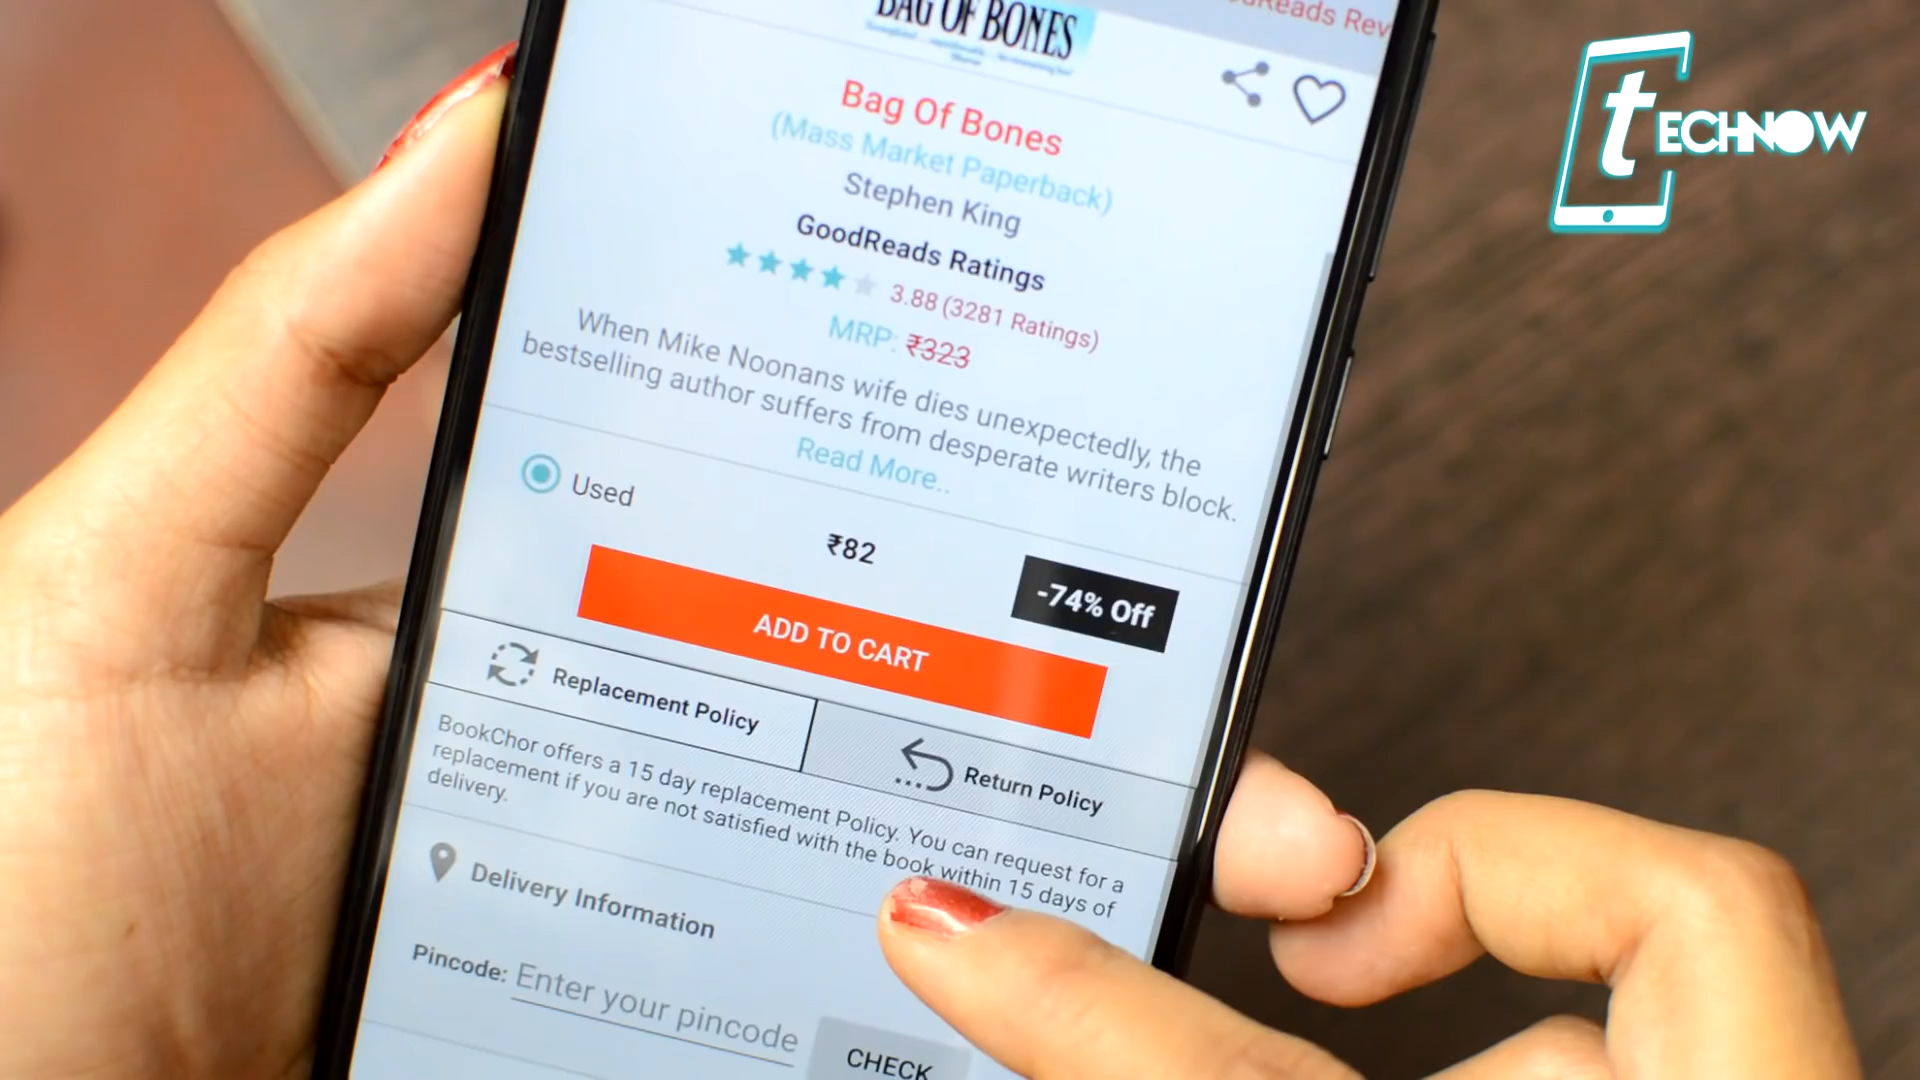 BAG OF BONES
Reads Rev
Bag Of Bones
(Mass Market Paperback)
Stephen King
GoodReads Ratings
3.88 (3281 Ratings)
MRP: ₹323
When Mike Noonans wife dies unexpectedly, the
bestselling author suffers from desperate writers block.
Read More..
Used
₹82
-74% Off
ADD TO CART
Replacement Policy
Return Policy
BookChor offers a 15 day replacement Policy. You can request for a
replacement if you are not satisfied with the book within 15 days of
delivery.
Delivery Information
Pincode: Enter your pincode
CHECK
tECHNOW